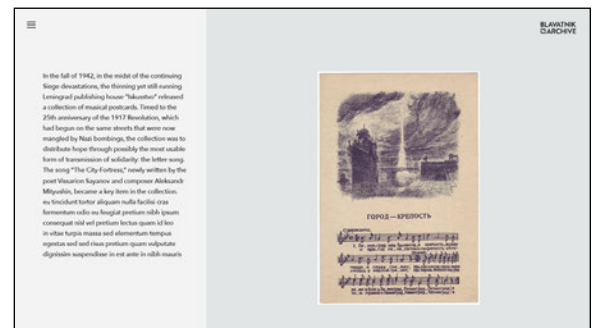 BLAVATNIK
ARCHIVE
In the fall of 1942, in the midst of the continuing
Siege devastations, the thinning yet still-running
Leningrad publishing house "Iskusstvo" released
a collection of musical postcards. Timed to the
25th anniversary of the 1917 Revolution, which
had begun on the same streets that were now
mangled by Nazi bombings, the collection was to
distribute hope through possibly the most usable
form of transmission of solidarity: the letter-song.
The song "The City-Fortress," newly written by the
poet Vissarion Sayanov and composer Aleksandr
Mityushin, became a key item in the collection.
eu tincidunt tortor aliquam nulla facilisi cras
fermentum odio eu feugiat pretium nibh ipsum
consequat nisl vel pretium lectus quam id leo
in vitae turpis massa sed elementum tempus
egestas sed sed risus pretium quam vulputate
dignissim suspendisse in est ante in nibh mauris
ГОРОД—КРЕПОСТЬ